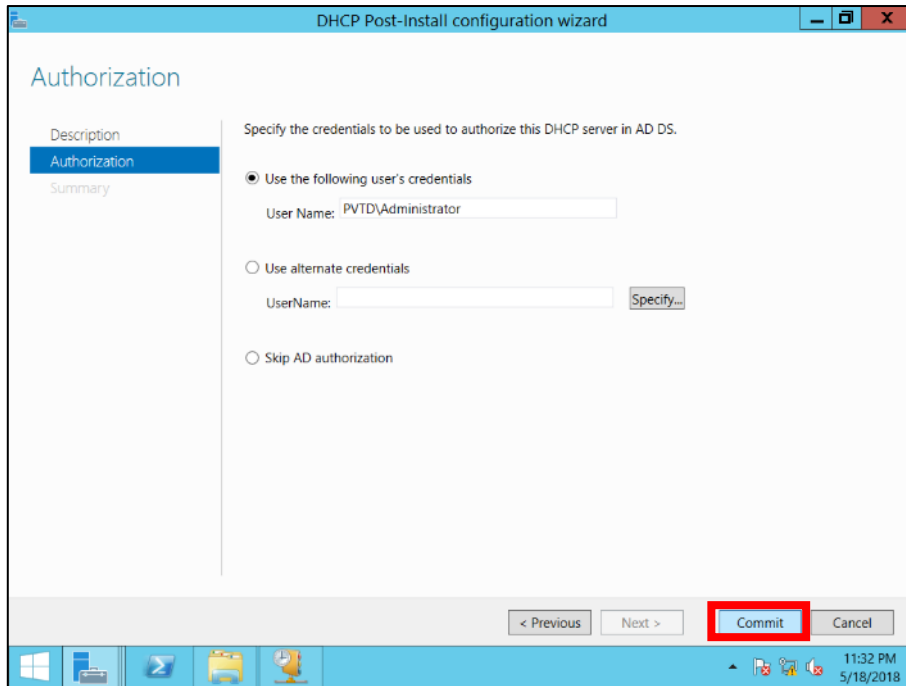 DHCP Post-Install configuration wizard
Authorization
Description
Authorization
Summary
Specify the credentials to be used to authorize this DHCP server in AD DS.
Use the following user's credentials
User Name: PVTD\Administrator
Use alternate credentials
UserName:
Specify...
Skip AD authorization
< Previous
Next >
Commit
Cancel
11:32 PM
5/18/2018